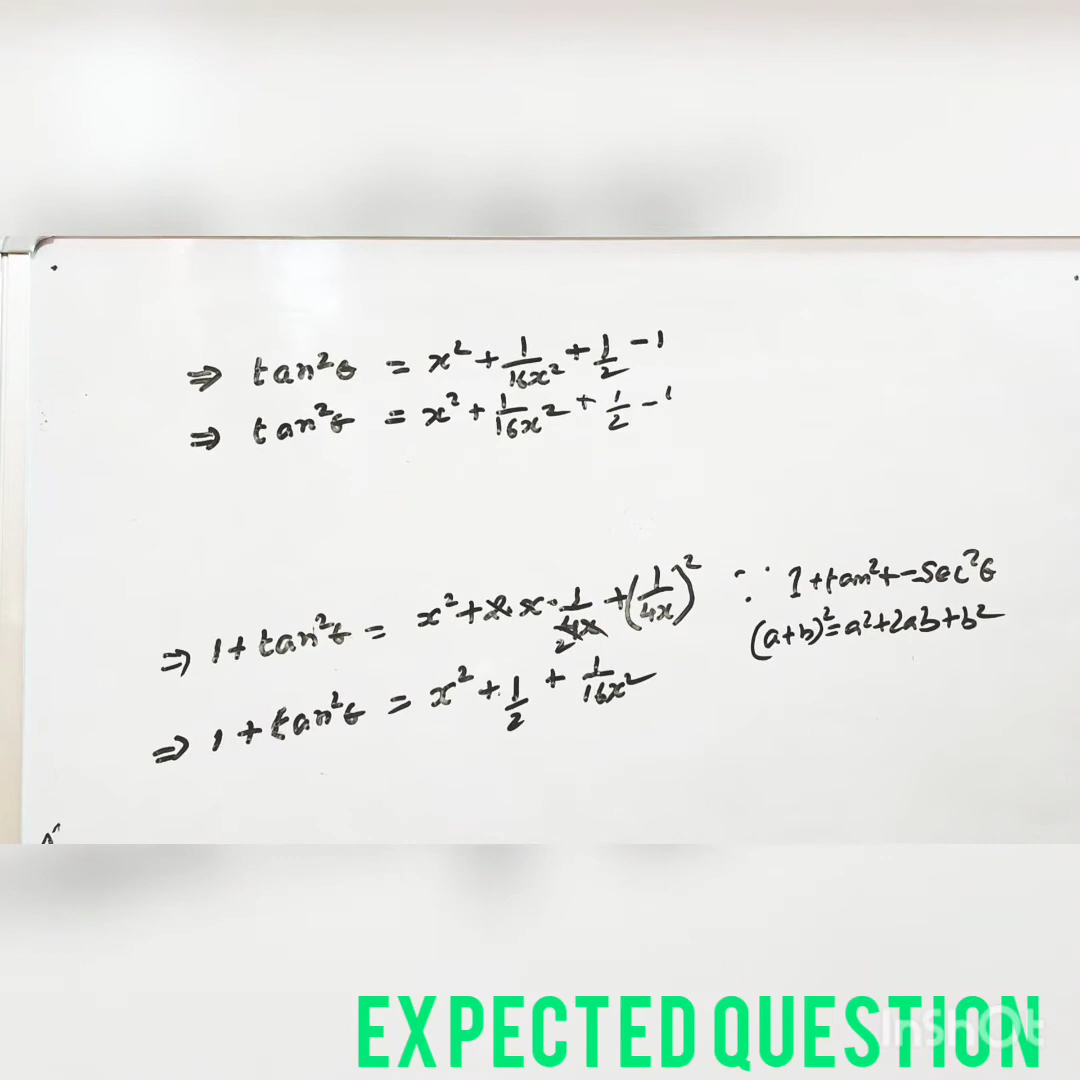 ⇒ tan²θ = x² + 1/16x² + 1/2 - 1
⇒ tan²θ = x² + 1/16x² + 1/2 - 1
⇒ 1 + tan²θ = x² + 2·x·1/4x + (1/4x)² ∵ 1+tan²θ=Sec²θ
2
(a+b)²=a²+2ab+b²
⇒ 1 + tan²θ = x² + 1/2 + 1/16x²
EXPECTED QUESTION
InShOt